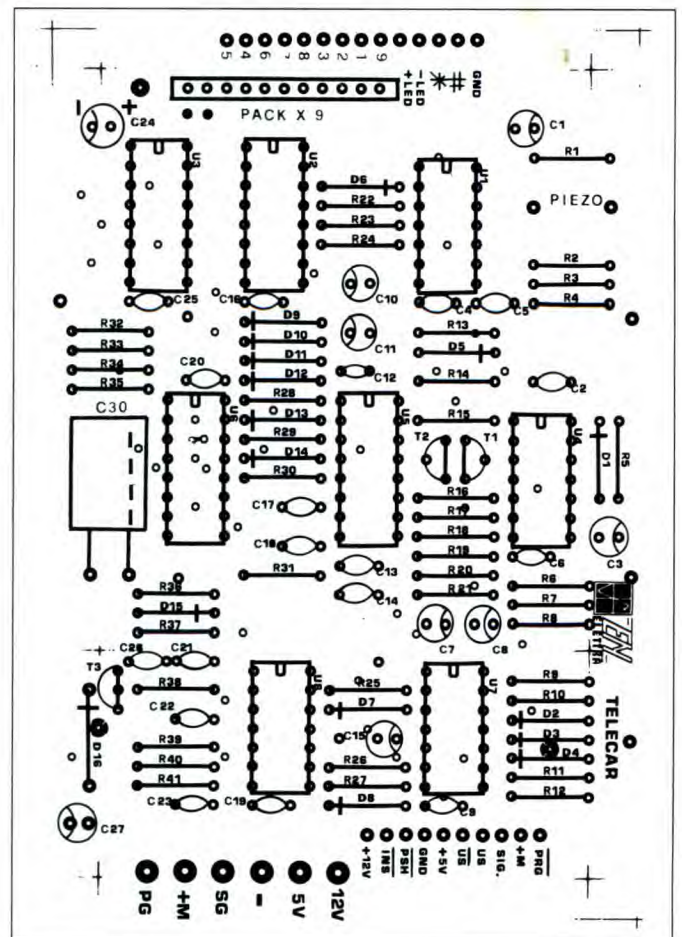 5 4 6 7 8 3 2 1 9 +LED -LED * # GND
PACK X 9
- + C24
C1
R1
U3
U2
U1
D6
R22
PIEZO
R23
R24
R2
R3
R4
C10
C25
C16
C4
C5
D9
C11
R13
R32
D10
D5
R33
D11
R34
C20
D12
C12
R14
C2
R35
R28
C30
U6
D13
U5
R15
U4
R29
T2
T1
D1
R5
D14
R30
R16
C17
R17
R18
C3
C18
R19
C6
R31
C13
R20
R6
R36
C14
R21
R7
D15
R8
R37
C7
C8
ELETTRA
C26
C21
T3
R38
U8
R25
U7
R9
D7
R10
C22
D2
TELECAR
D16
R39
C15
D3
D4
R40
R26
R41
R27
R11
C23
C19
D8
C9
R12
C27
+12V INS PSH GND +5V US US SIG. +M PRG
PG +M SG - 5V 12V